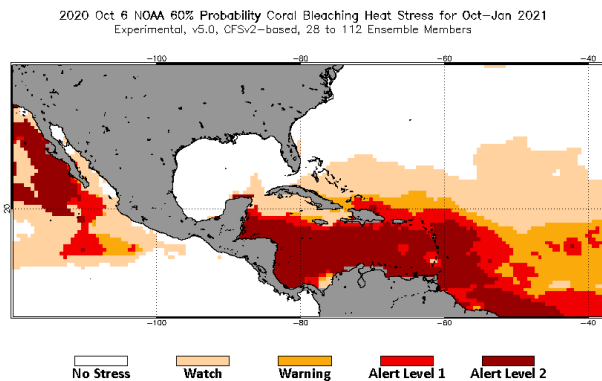 2020 Oct 6 NOAA 60% Probability Coral Bleaching Heat Stress for Oct-Jan 2021
Experimental, v5.0, CFSv2-based, 28 to 112 Ensemble Members
-100 -80 -60 -40
20
-100 -80 -60 -40
No Stress Watch Warning Alert Level 1 Alert Level 2